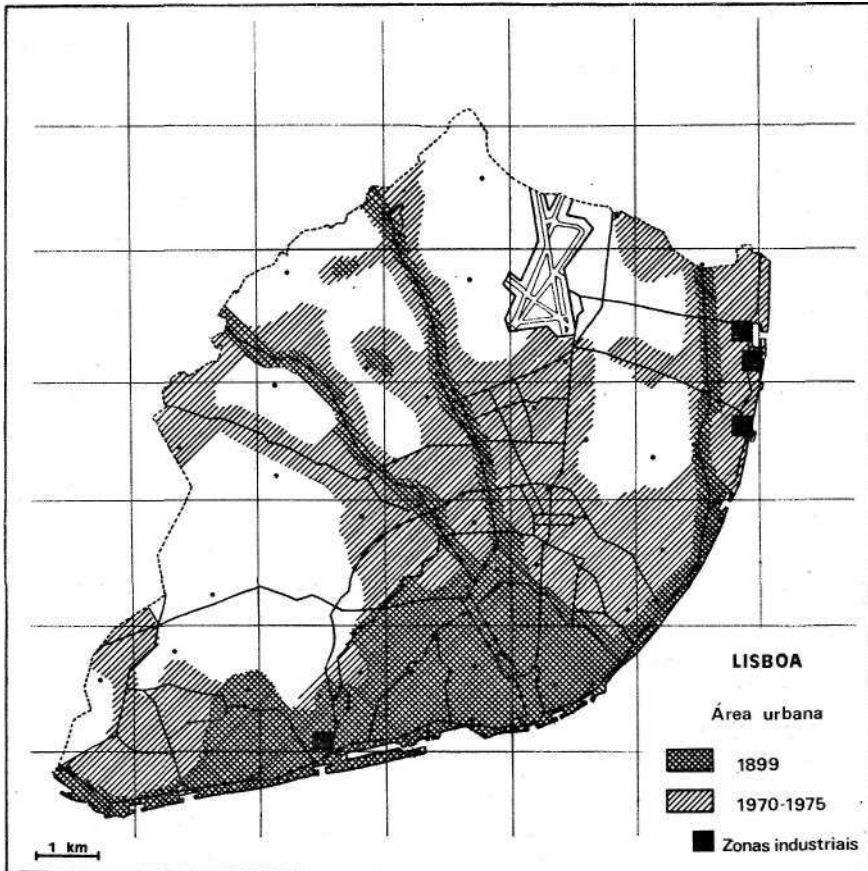 LISBOA
Área urbana
1899
1970-1975
Zonas industriais
1 km